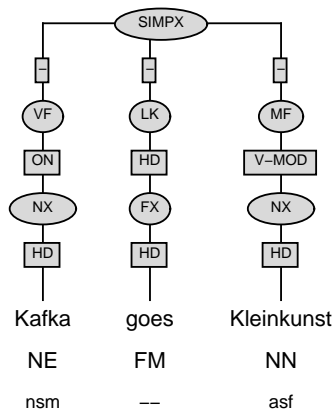 SIMPX
– – –
VF LK MF
ON HD V–MOD
NX FX NX
HD HD HD
Kafka goes Kleinkunst
NE FM NN
nsm –– asf